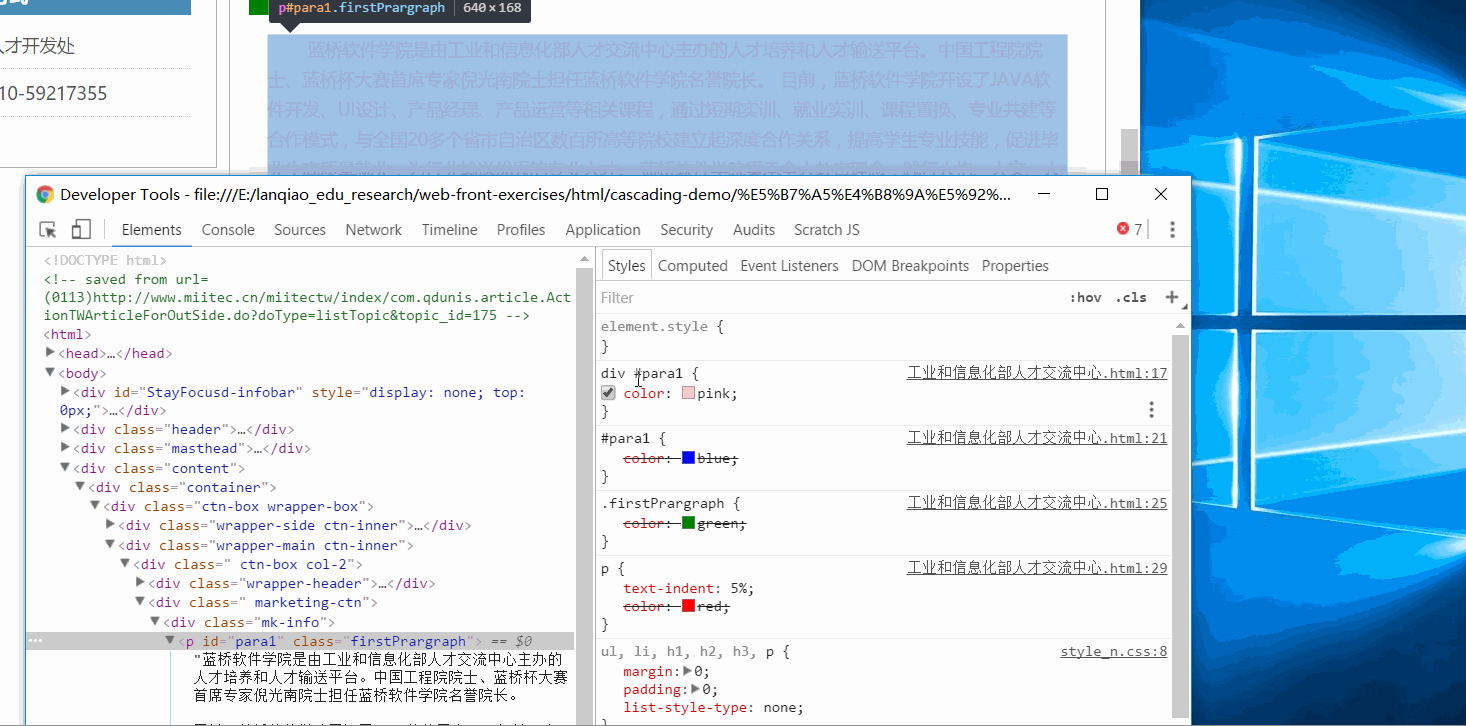 p#para1.firstPrargraph 640×168
人才开发处
10-59217355
蓝桥软件学院是由工业和信息化部人才交流中心主办的人才培养和人才输送平台。中国工程院院
士、蓝桥杯大赛首席专家倪光南院士担任蓝桥软件学院名誉院长。 目前，蓝桥软件学院开设了JAVA软
件开发、UI设计、产品经理、产品运营等相关课程，通过短期实训、就业实训、课程置换、专业共建等
合作模式，与全国20多个省市自治区数百所高等院校建立起深度合作关系，提高学生专业技能，促进毕
Developer Tools - file:///E:/lanqiao_edu_research/web-front-exercises/html/cascading-demo/%E5%B7%A5%E4%B8%9A%E5%92%...
Elements Console Sources Network Timeline Profiles Application Security Audits Scratch JS 7
<!DOCTYPE html>
<!-- saved from url=
(0113)http://www.miitec.cn/miitectw/index/com.qdunis.article.Act
ionTWArticleForOutSide.do?doType=listTopic&topic_id=175 -->
<html>
<head>…</head>
<body>
<div id="StayFocusd-infobar" style="display: none; top:
0px;">…</div>
<div class="header">…</div>
<div class="masthead">…</div>
<div class="content">
<div class="container">
<div class="ctn-box wrapper-box">
<div class="wrapper-side ctn-inner">…</div>
<div class="wrapper-main ctn-inner">
<div class=" ctn-box col-2">
<div class="wrapper-header">…</div>
<div class=" marketing-ctn">
<div class="mk-info">
<p id="para1" class="firstPrargraph"> == $0
"蓝桥软件学院是由工业和信息化部人才交流中心主办的
人才培养和人才输送平台。中国工程院院士、蓝桥杯大赛
首席专家倪光南院士担任蓝桥软件学院名誉院长。
Styles Computed Event Listeners DOM Breakpoints Properties
Filter :hov .cls +
element.style {
}
div #para1 { 工业和信息化部人才交流中心.html:17
color: pink;
}
#para1 { 工业和信息化部人才交流中心.html:21
color: blue;
}
.firstPrargraph { 工业和信息化部人才交流中心.html:25
color: green;
}
p { 工业和信息化部人才交流中心.html:29
text-indent: 5%;
color: red;
}
ul, li, h1, h2, h3, p { style_n.css:8
margin: 0;
padding: 0;
list-style-type: none;